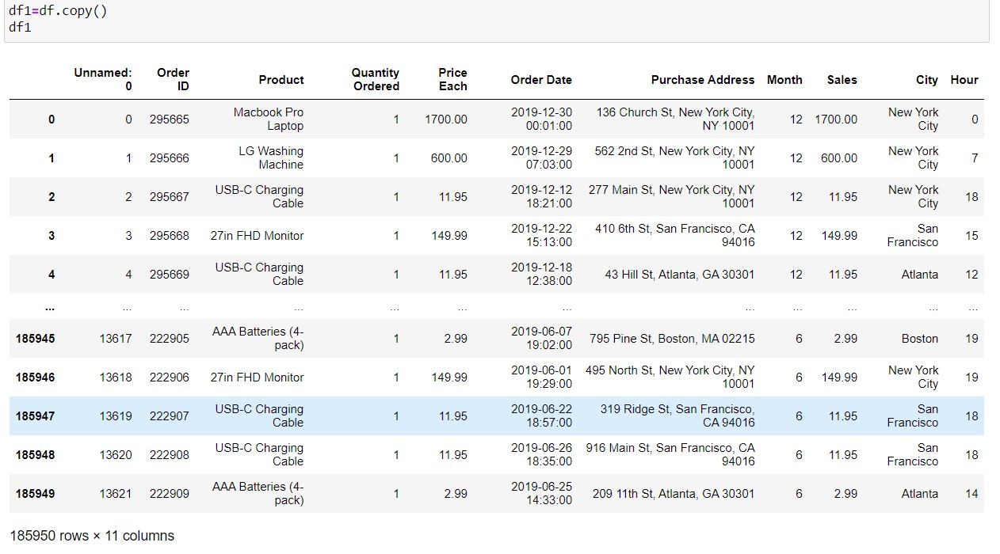 df1=df.copy()
df1
Unnamed: 0 Order ID Product Quantity Ordered Price Each Order Date Purchase Address Month Sales City Hour
0 0 295665 Macbook Pro Laptop 1 1700.00 2019-12-30 00:01:00 136 Church St, New York City, NY 10001 12 1700.00 New York City 0
1 1 295666 LG Washing Machine 1 600.00 2019-12-29 07:03:00 562 2nd St, New York City, NY 10001 12 600.00 New York City 7
2 2 295667 USB-C Charging Cable 1 11.95 2019-12-12 18:21:00 277 Main St, New York City, NY 10001 12 11.95 New York City 18
3 3 295668 27in FHD Monitor 1 149.99 2019-12-22 15:13:00 410 6th St, San Francisco, CA 94016 12 149.99 San Francisco 15
4 4 295669 USB-C Charging Cable 1 11.95 2019-12-18 12:38:00 43 Hill St, Atlanta, GA 30301 12 11.95 Atlanta 12
... ... ... ... ... ... ... ... ... ... ... ...
185945 13617 222905 AAA Batteries (4-pack) 1 2.99 2019-06-07 19:02:00 795 Pine St, Boston, MA 02215 6 2.99 Boston 19
185946 13618 222906 27in FHD Monitor 1 149.99 2019-06-01 19:29:00 495 North St, New York City, NY 10001 6 149.99 New York City 19
185947 13619 222907 USB-C Charging Cable 1 11.95 2019-06-22 18:57:00 319 Ridge St, San Francisco, CA 94016 6 11.95 San Francisco 18
185948 13620 222908 USB-C Charging Cable 1 11.95 2019-06-26 18:35:00 916 Main St, San Francisco, CA 94016 6 11.95 San Francisco 18
185949 13621 222909 AAA Batteries (4-pack) 1 2.99 2019-06-25 14:33:00 209 11th St, Atlanta, GA 30301 6 2.99 Atlanta 14
185950 rows × 11 columns